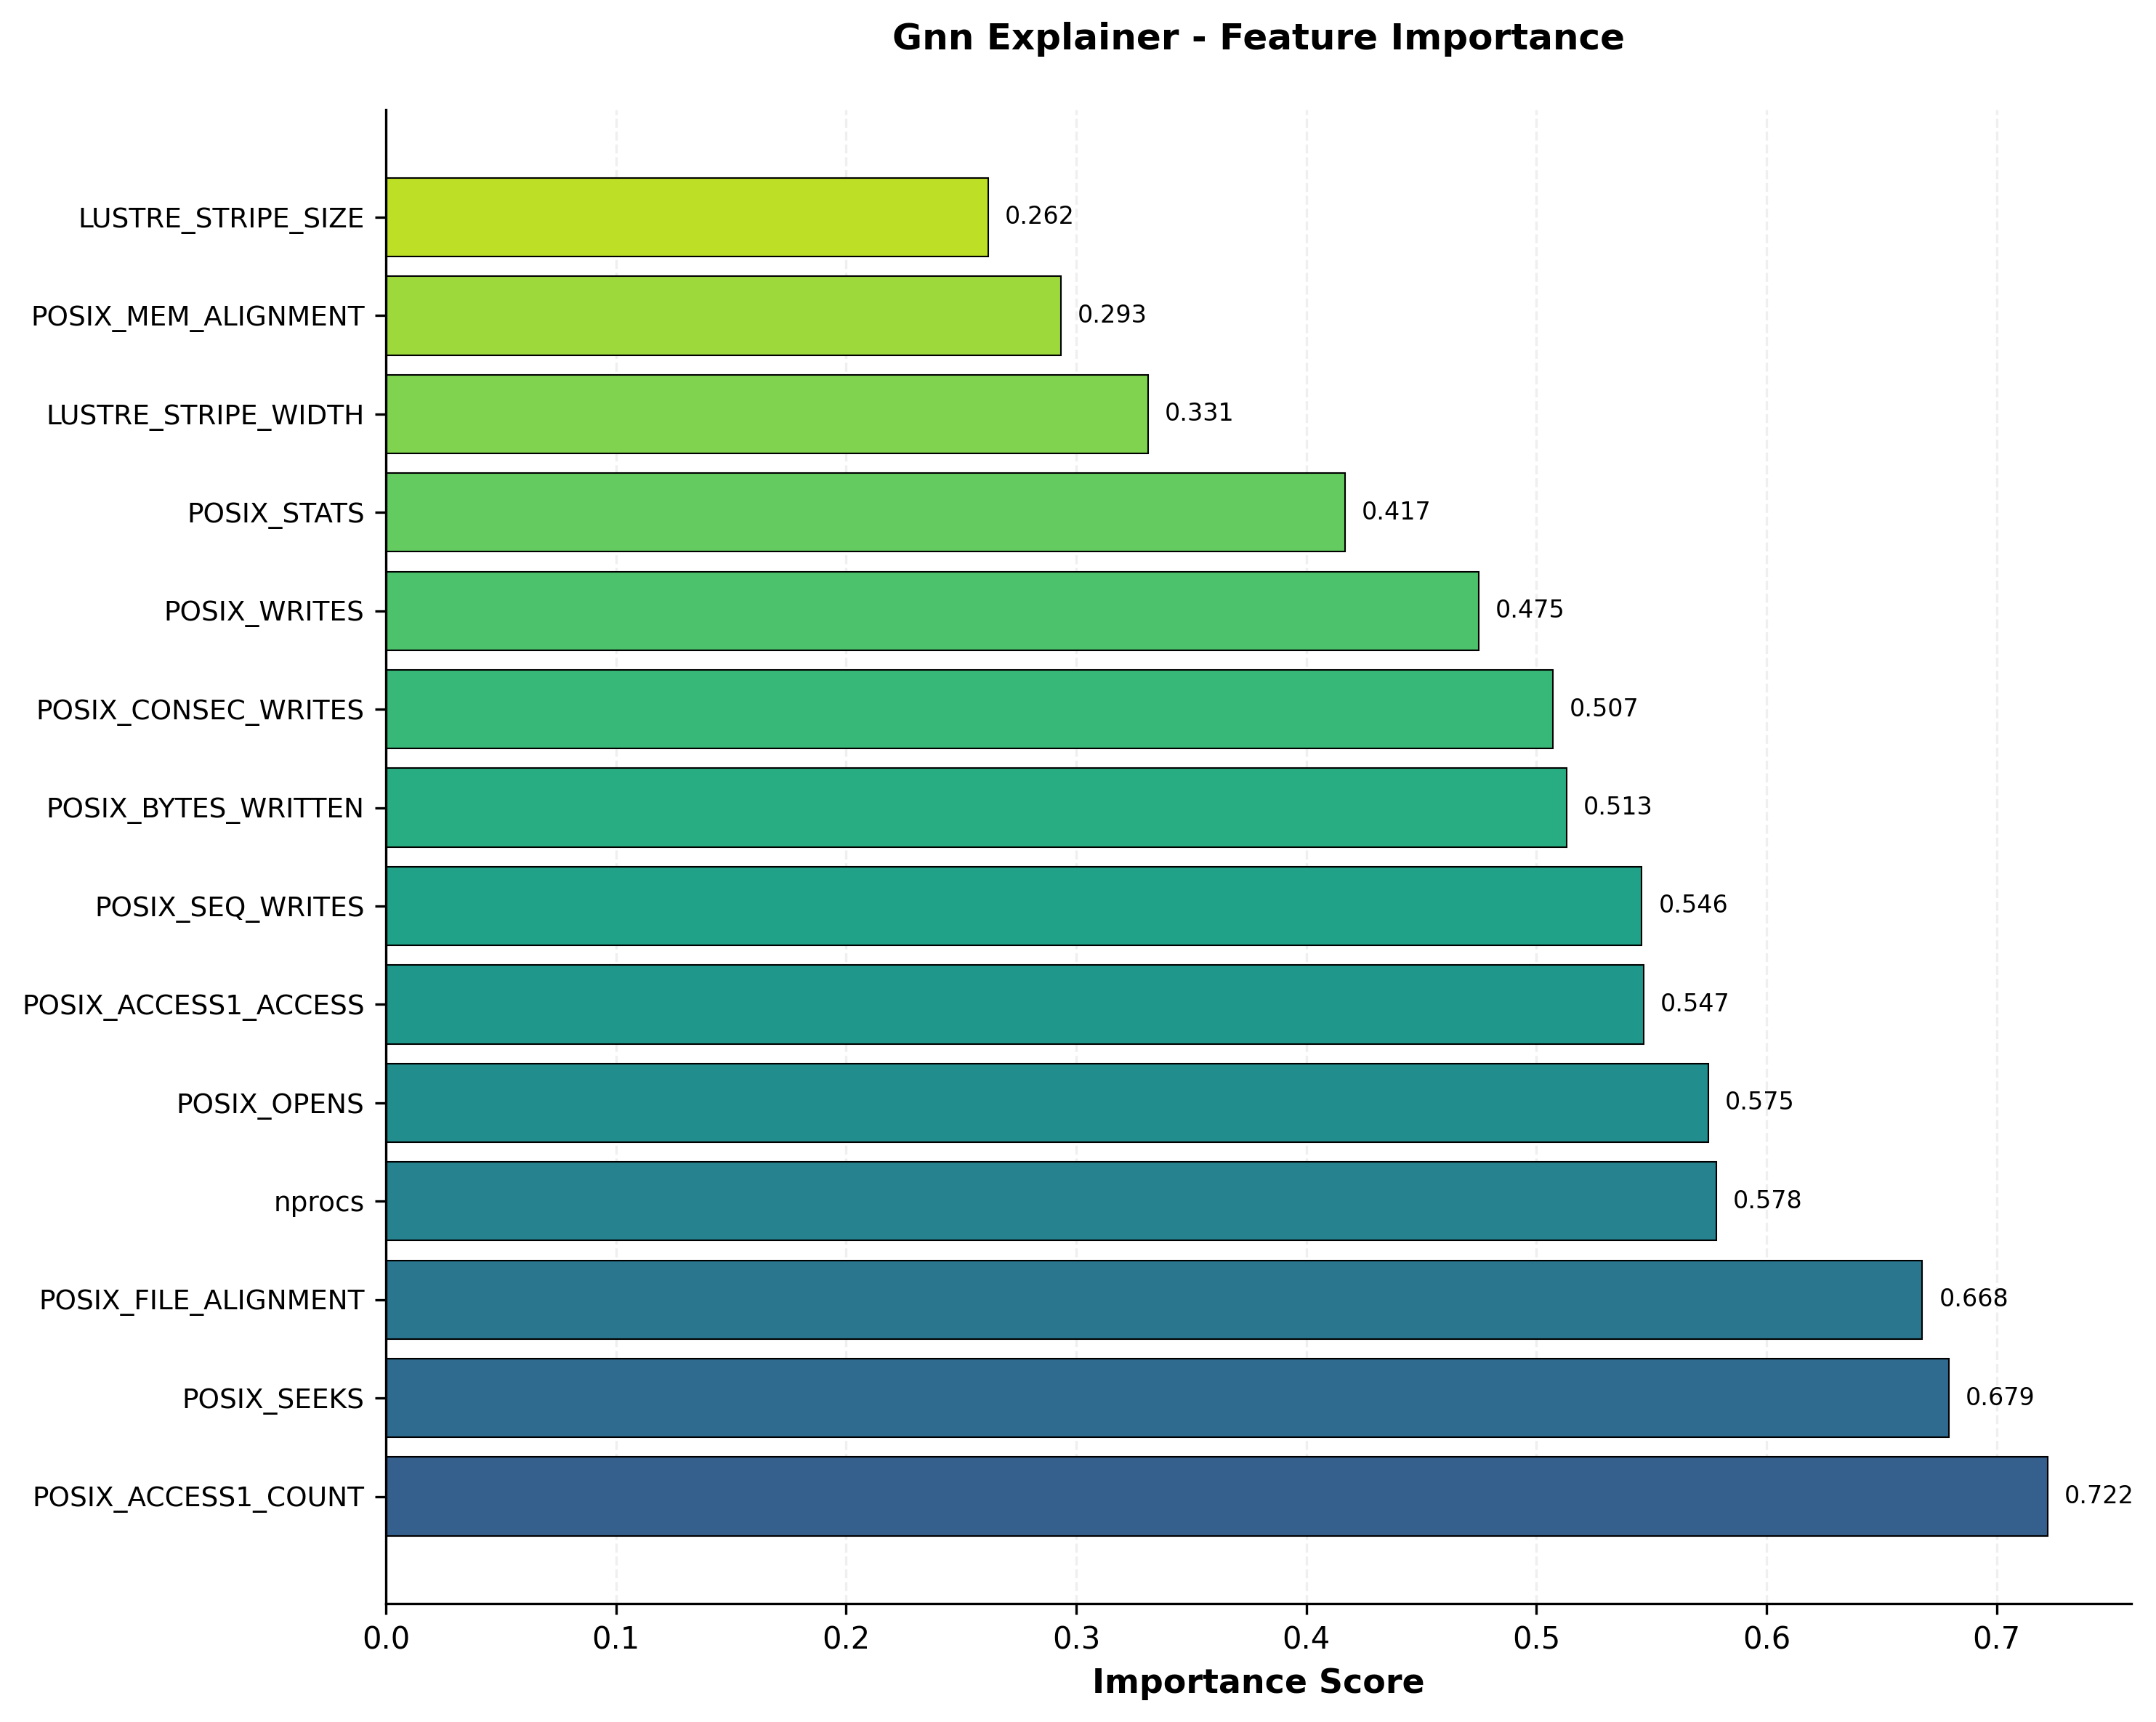 Gnn Explainer - Feature Importance
LUSTRE_STRIPE_SIZE 0.262
POSIX_MEM_ALIGNMENT 0.293
LUSTRE_STRIPE_WIDTH 0.331
POSIX_STATS 0.417
POSIX_WRITES 0.475
POSIX_CONSEC_WRITES 0.507
POSIX_BYTES_WRITTEN 0.513
POSIX_SEQ_WRITES 0.546
POSIX_ACCESS1_ACCESS 0.547
POSIX_OPENS 0.575
nprocs 0.578
POSIX_FILE_ALIGNMENT 0.668
POSIX_SEEKS 0.679
POSIX_ACCESS1_COUNT 0.722
0.0 0.1 0.2 0.3 0.4 0.5 0.6 0.7
Importance Score